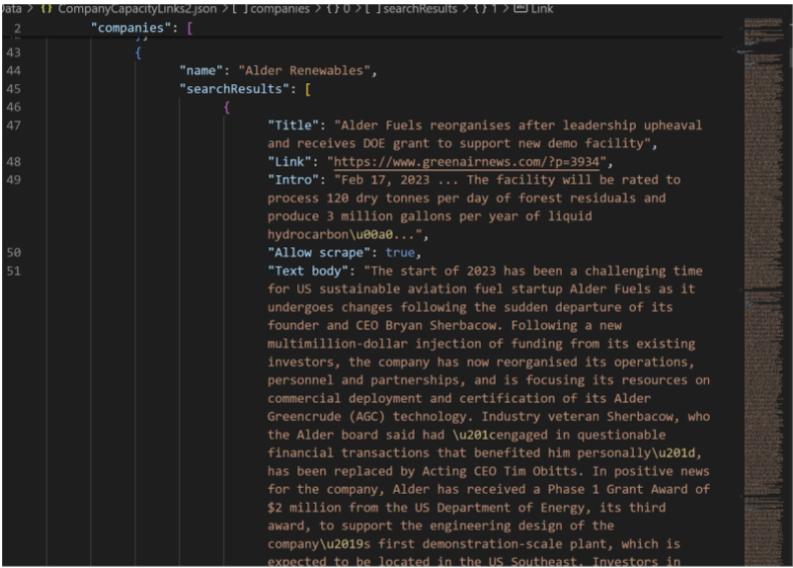 ata > {} CompanyCapacityLinks2.json > [ ] companies > {} 0 > [ ] searchResults > {} 1 > Link
2 "companies": [
43 {
44 "name": "Alder Renewables",
45 "searchResults": [
46 {
47 "Title": "Alder Fuels reorganises after leadership upheaval
and receives DOE grant to support new demo facility",
48 "Link": "https://www.greenairnews.com/?p=3934",
49 "Intro": "Feb 17, 2023 ... The facility will be rated to
process 120 dry tonnes per day of forest residuals and
produce 3 million gallons per year of liquid
hydrocarbon\u00a0...",
50 "Allow scrape": true,
51 "Text body": "The start of 2023 has been a challenging time
for US sustainable aviation fuel startup Alder Fuels as it
undergoes changes following the sudden departure of its
founder and CEO Bryan Sherbacow. Following a new
multimillion-dollar injection of funding from its existing
investors, the company has now reorganised its operations,
personnel and partnerships, and is focusing its resources on
commercial deployment and certification of its Alder
Greencrude (AGC) technology. Industry veteran Sherbacow, who
the Alder board said had \u201cengaged in questionable
financial transactions that benefited him personally\u201d,
has been replaced by Acting CEO Tim Obitts. In positive news
for the company, Alder has received a Phase 1 Grant Award of
$2 million from the US Department of Energy, its third
award, to support the engineering design of the
company\u2019s first demonstration-scale plant, which is
expected to be located in the US Southeast. Investors in